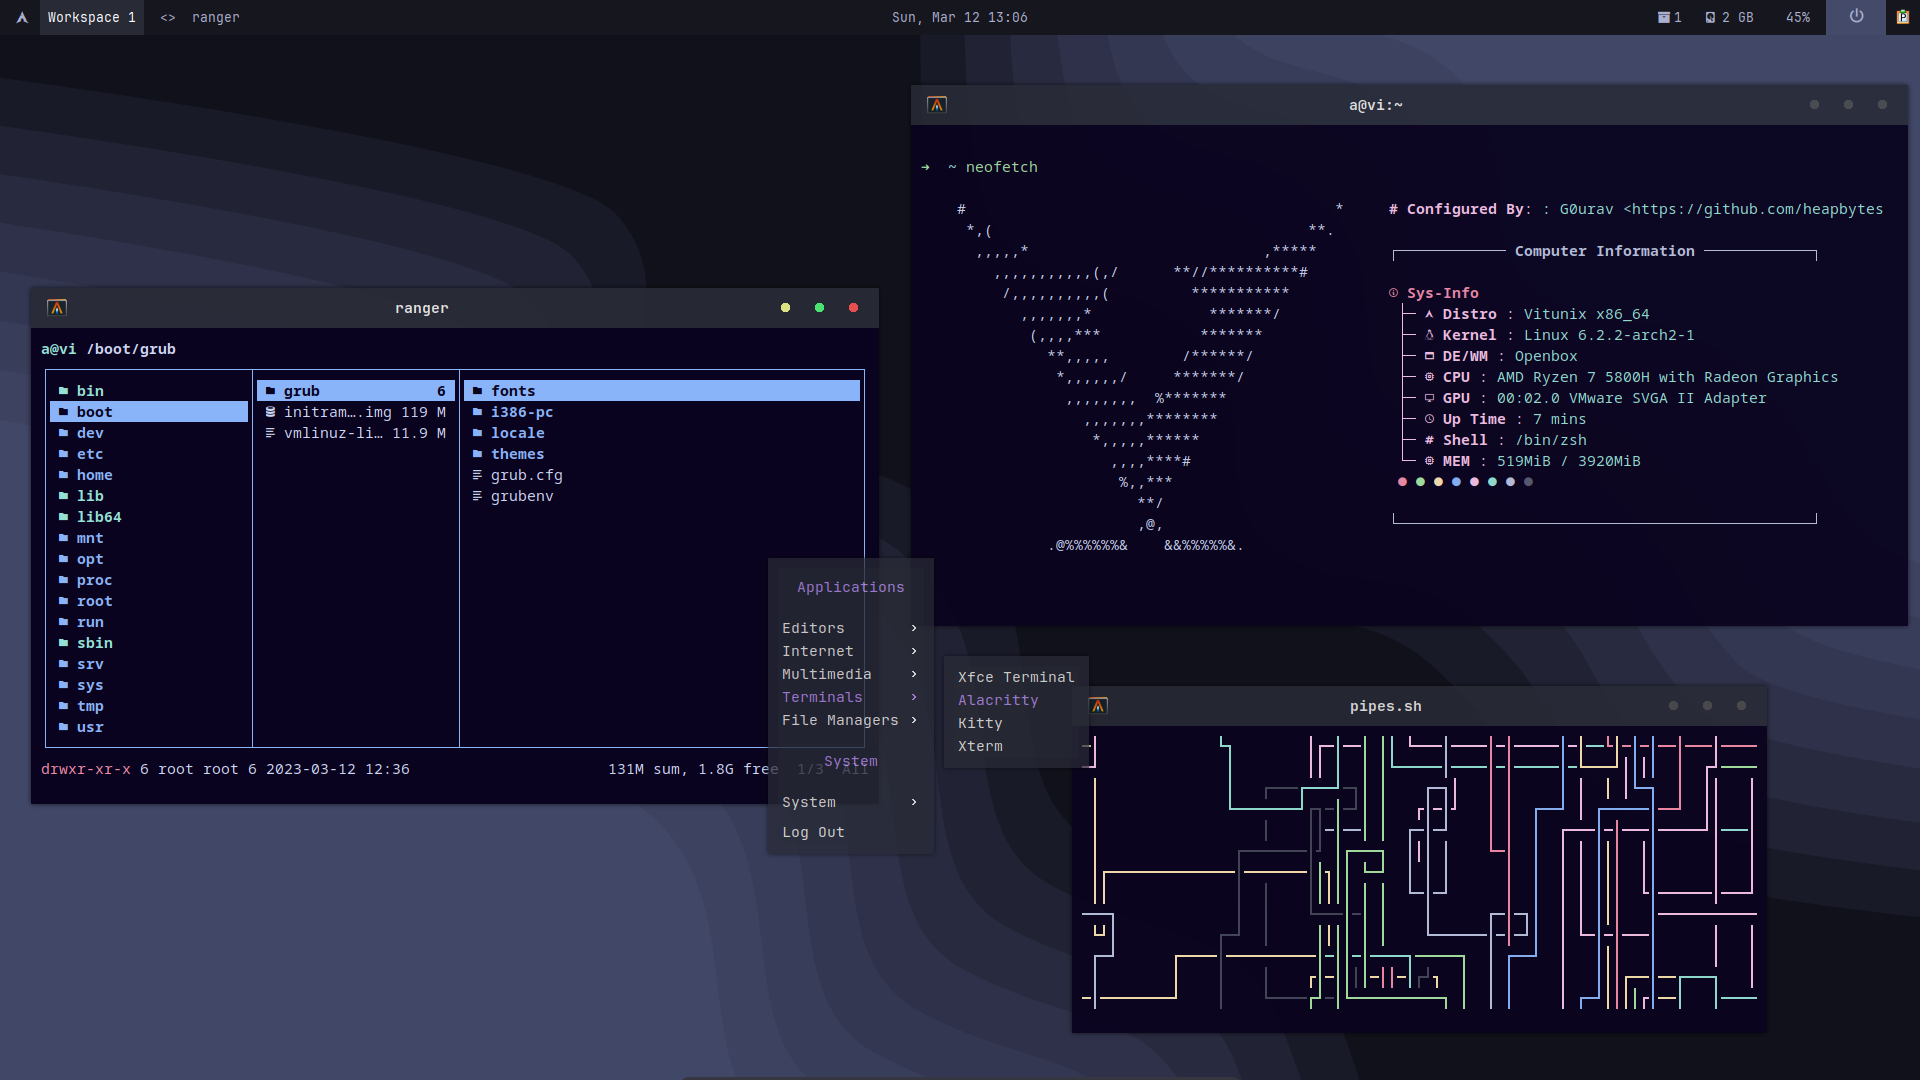 Workspace 1 <> ranger Sun, Mar 12 13:06 1 2 GB 45%
a@vi:~
→ ~ neofetch
# *
*,( **.
,,,,,* ,*****
,,,,,,,,,,,(,/ **//**********#
/,,,,,,,,,,( ***********
,,,,,,,* *******/
(,,,,*** *******
**,,,,, /******/
*,,,,,,/ *******/
,,,,,,,, %*******
,,,,,,,********
*,,,,,******
,,,,****#
%,,***
**/
,@,
.@%%%%%%& &&%%%%%&.
# Configured By: : G0urav <https://github.com/heapbytes
Computer Information
Sys-Info
Distro : Vitunix x86_64
Kernel : Linux 6.2.2-arch2-1
DE/WM : Openbox
CPU : AMD Ryzen 7 5800H with Radeon Graphics
GPU : 00:02.0 VMware SVGA II Adapter
Up Time : 7 mins
# Shell : /bin/zsh
MEM : 519MiB / 3920MiB
ranger
a@vi /boot/grub
bin
boot
dev
etc
home
lib
lib64
mnt
opt
proc
root
run
sbin
srv
sys
tmp
usr
grub 6
initram….img 119 M
vmlinuz-li… 11.9 M
fonts
i386-pc
locale
themes
grub.cfg
grubenv
drwxr-xr-x 6 root root 6 2023-03-12 12:36 131M sum, 1.8G free 1/3 All
Applications
Editors ›
Internet ›
Multimedia ›
Terminals ›
File Managers ›
System
System ›
Log Out
Xfce Terminal
Alacritty
Kitty
Xterm
pipes.sh